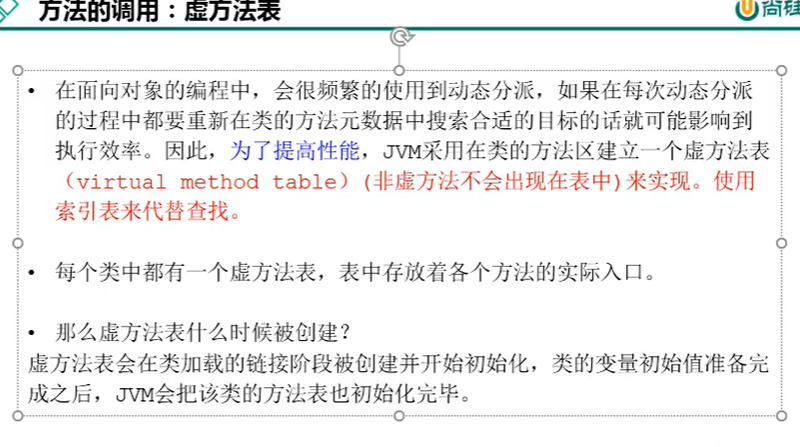 方法的调用：虚方法表
尚硅
• 在面向对象的编程中，会很频繁的使用到动态分派，如果在每次动态分派
的过程中都要重新在类的方法元数据中搜索合适的目标的话就可能影响到
执行效率。因此，为了提高性能，JVM采用在类的方法区建立一个虚方法表
（virtual method table）(非虚方法不会出现在表中)来实现。使用
索引表来代替查找。
• 每个类中都有一个虚方法表，表中存放着各个方法的实际入口。
• 那么虚方法表什么时候被创建？
虚方法表会在类加载的链接阶段被创建并开始初始化，类的变量初始值准备完
成之后，JVM会把该类的方法表也初始化完毕。